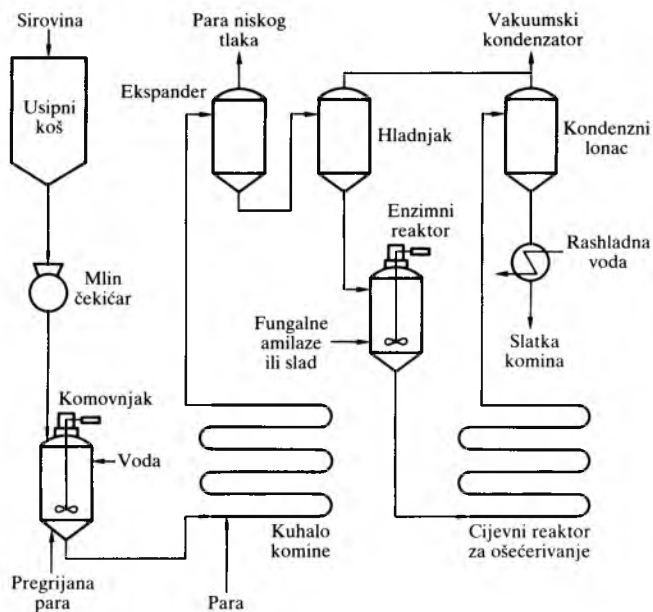 Sirovina
Usipni
koš
Mlin
čekićar
Komovnjak
Voda
Pregrijana
para
Para
Kuhalo
komine
Ekspander
Para niskog
tlaka
Hladnjak
Enzimni
reaktor
Fungalne
amilaze
ili slad
Cijevni reaktor
za ošećerivanje
Vakuumski
kondenzator
Kondenzni
lonac
Rashladna
voda
Slatka
komina